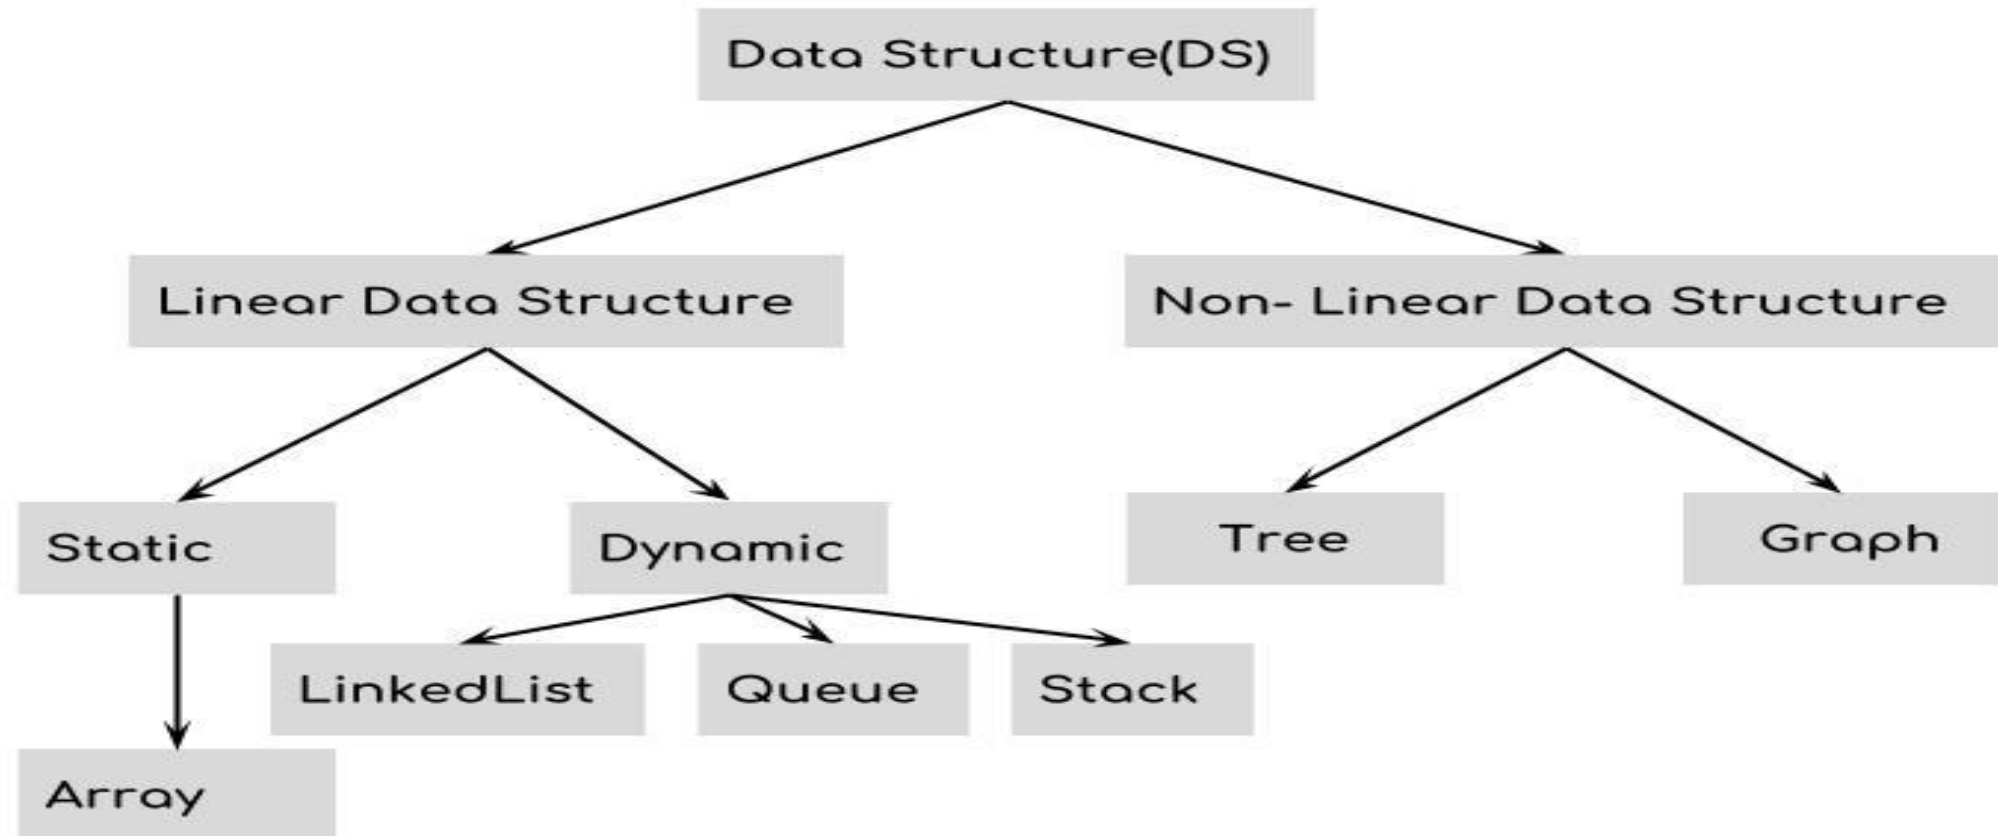 Data Structure(DS)
Linear Data Structure
Non- Linear Data Structure
Static
Dynamic
Tree
Graph
LinkedList
Queue
Stack
Array